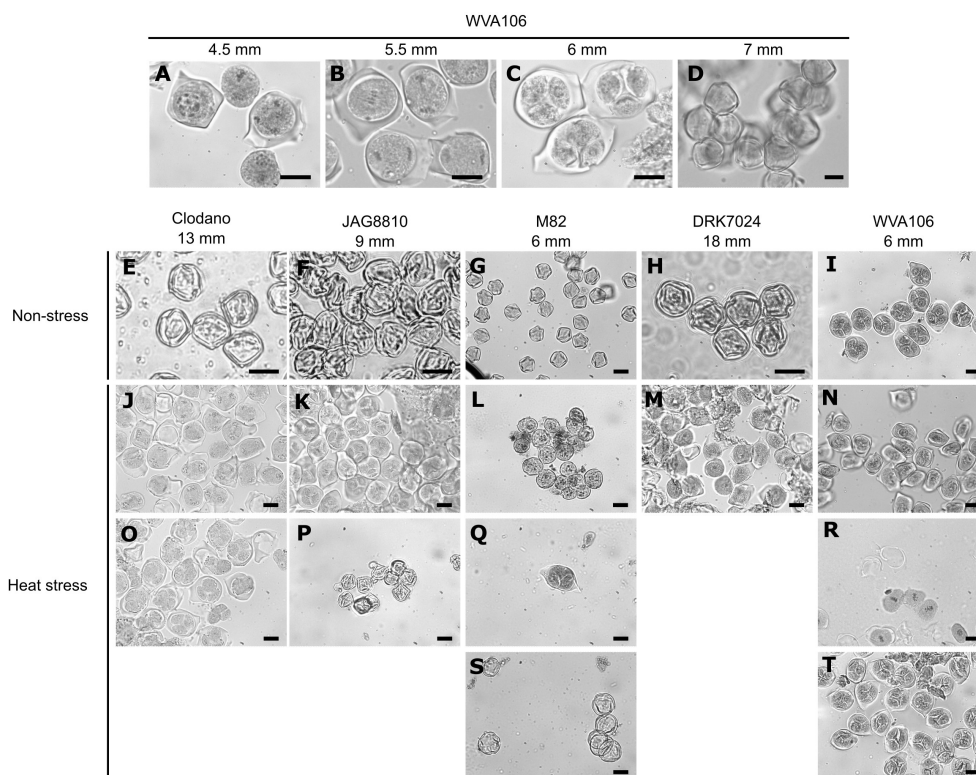 WVA106
4.5 mm 5.5 mm 6 mm 7 mm
A B C D
Clodano JAG8810 M82 DRK7024 WVA106
13 mm 9 mm 6 mm 18 mm 6 mm
Non-stress
E F G H I
Heat stress
J K L M N
O P Q R
S T